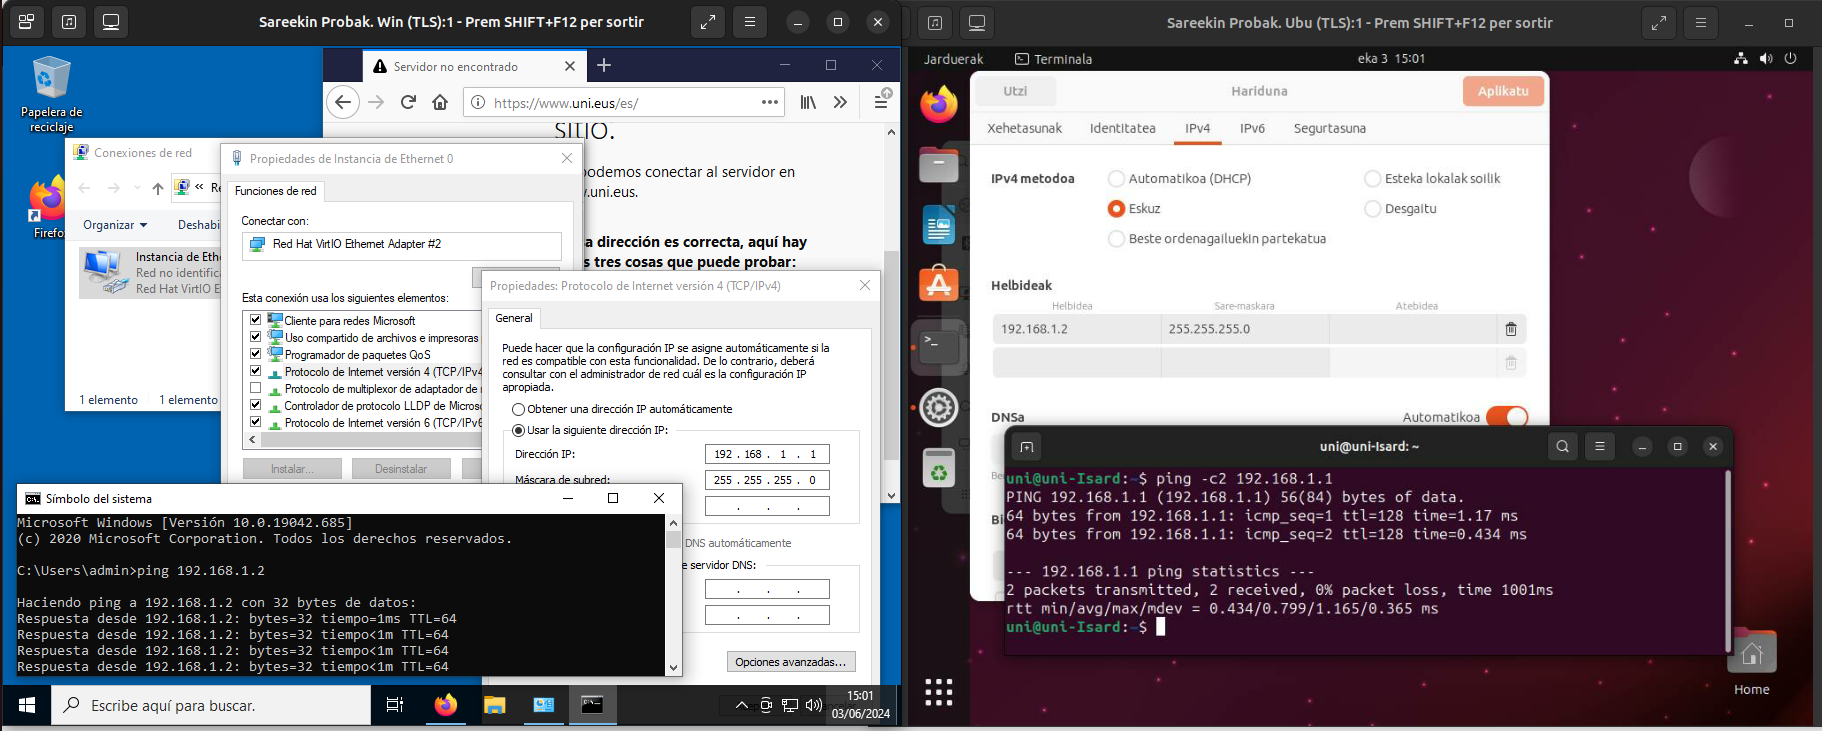 Sareekin Probak. Win (TLS):1 - Prem SHIFT+F12 per sortir
Papelera de
reciclaje
Firefo
Servidor no encontrado
https://www.uni.eus/es/
SITIO.
podemos conectar al servidor en
.uni.eus.
a dirección es correcta, aquí hay
s tres cosas que puede probar:
Conexiones de red
« Re
Organizar
Deshabi
Instancia de Ethe
Red no identifica
Red Hat VirtIO E
1 elemento
1 elemento
Propiedades de Instancia de Ethernet 0
Funciones de red
Conectar con:
Red Hat VirtIO Ethernet Adapter #2
Esta conexión usa los siguientes elementos:
Cliente para redes Microsoft
Uso compartido de archivos e impresoras
Programador de paquetes QoS
Protocolo de Internet versión 4 (TCP/IPv4
Protocolo de multiplexor de adaptador de
Controlador de protocolo LLDP de Micros
Protocolo de Internet versión 6 (TCP/IPv6
Instalar...
Desinstalar
Propiedades: Protocolo de Internet versión 4 (TCP/IPv4)
General
Puede hacer que la configuración IP se asigne automáticamente si la
red es compatible con esta funcionalidad. De lo contrario, deberá
consultar con el administrador de red cuál es la configuración IP
apropiada.
Obtener una dirección IP automáticamente
Usar la siguiente dirección IP:
Dirección IP:
192 . 168 . 1 . 1
Máscara de subred:
255 . 255 . 255 . 0
. . .
DNS automáticamente
e servidor DNS:
. . .
. . .
Opciones avanzadas...
Símbolo del sistema
Microsoft Windows [Versión 10.0.19042.685]
(c) 2020 Microsoft Corporation. Todos los derechos reservados.
C:\Users\admin>ping 192.168.1.2
Haciendo ping a 192.168.1.2 con 32 bytes de datos:
Respuesta desde 192.168.1.2: bytes=32 tiempo=1ms TTL=64
Respuesta desde 192.168.1.2: bytes=32 tiempo<1m TTL=64
Respuesta desde 192.168.1.2: bytes=32 tiempo<1m TTL=64
Respuesta desde 192.168.1.2: bytes=32 tiempo<1m TTL=64
Escribe aquí para buscar.
15:01
03/06/2024
Sareekin Probak. Ubu (TLS):1 - Prem SHIFT+F12 per sortir
Jarduerak
Terminala
eka 3 15:01
Utzi
Hariduna
Aplikatu
Xehetasunak
Identitatea
IPv4
IPv6
Segurtasuna
IPv4 metodoa
Automatikoa (DHCP)
Esteka lokalak soilik
Eskuz
Desgaitu
Beste ordenagailuekin partekatua
Helbideak
Helbidea
Sare-maskara
Atebidea
192.168.1.2
255.255.255.0
DNSa
Automatikoa
uni@uni-Isard: ~
uni@uni-Isard:~$ ping -c2 192.168.1.1
PING 192.168.1.1 (192.168.1.1) 56(84) bytes of data.
64 bytes from 192.168.1.1: icmp_seq=1 ttl=128 time=1.17 ms
64 bytes from 192.168.1.1: icmp_seq=2 ttl=128 time=0.434 ms
--- 192.168.1.1 ping statistics ---
2 packets transmitted, 2 received, 0% packet loss, time 1001ms
rtt min/avg/max/mdev = 0.434/0.799/1.165/0.365 ms
uni@uni-Isard:~$
Home